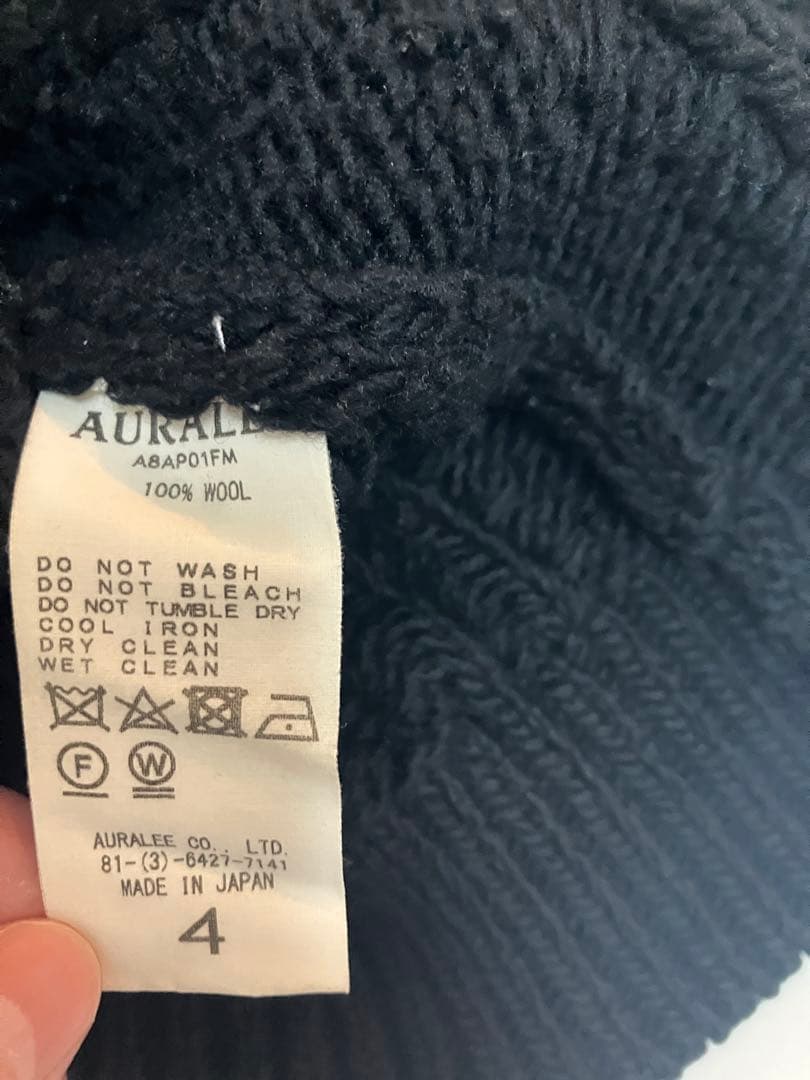 AURALEE
A8AP01FM
100% WOOL
DO NOT WASH
DO NOT BLEACH
DO NOT TUMBLE DRY
COOL IRON
DRY CLEAN
WET CLEAN
F W
AURALEE CO., LTD.
81-(3)-6427-7141
MADE IN JAPAN
4